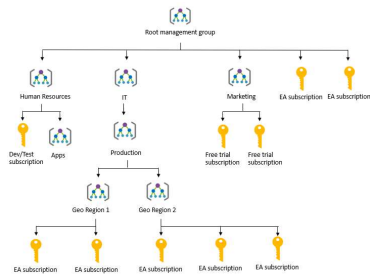 Root management group
Human Resources
IT
Marketing
EA subscription
EA subscription
Dev/Test
subscription
Apps
Production
Free trial
subscription
Free trial
subscription
Geo Region 1
Geo Region 2
EA subscription
EA subscription
EA subscription
EA subscription
EA subscription